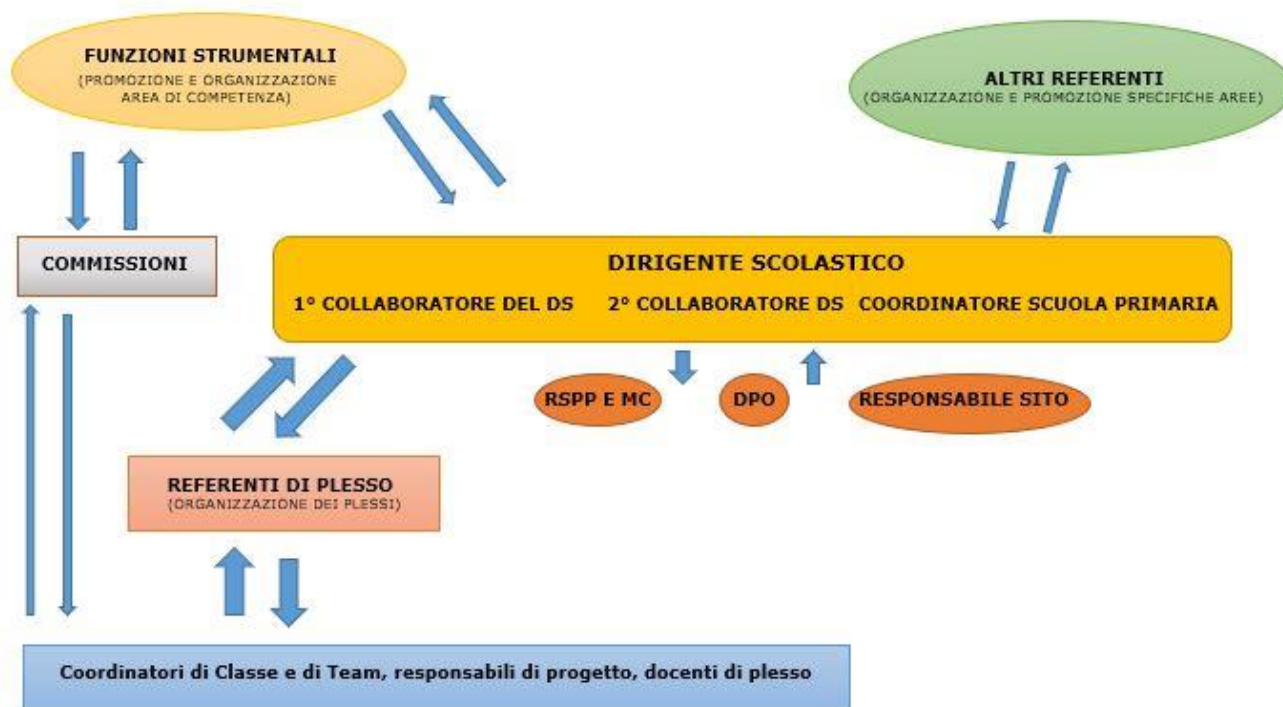 FUNZIONI STRUMENTALI
(PROMOZIONE E ORGANIZZAZIONE
AREA DI COMPETENZA)
ALTRI REFERENTI
(ORGANIZZAZIONE E PROMOZIONE SPECIFICHE AREE)
COMMISSIONI
DIRIGENTE SCOLASTICO
1° COLLABORATORE DEL DS 2° COLLABORATORE DS COORDINATORE SCUOLA PRIMARIA
RSPP E MC
DPO
RESPONSABILE SITO
REFERENTI DI PLESSO
(ORGANIZZAZIONE DEI PLESSI)
Coordinatori di Classe e di Team, responsabili di progetto, docenti di plesso